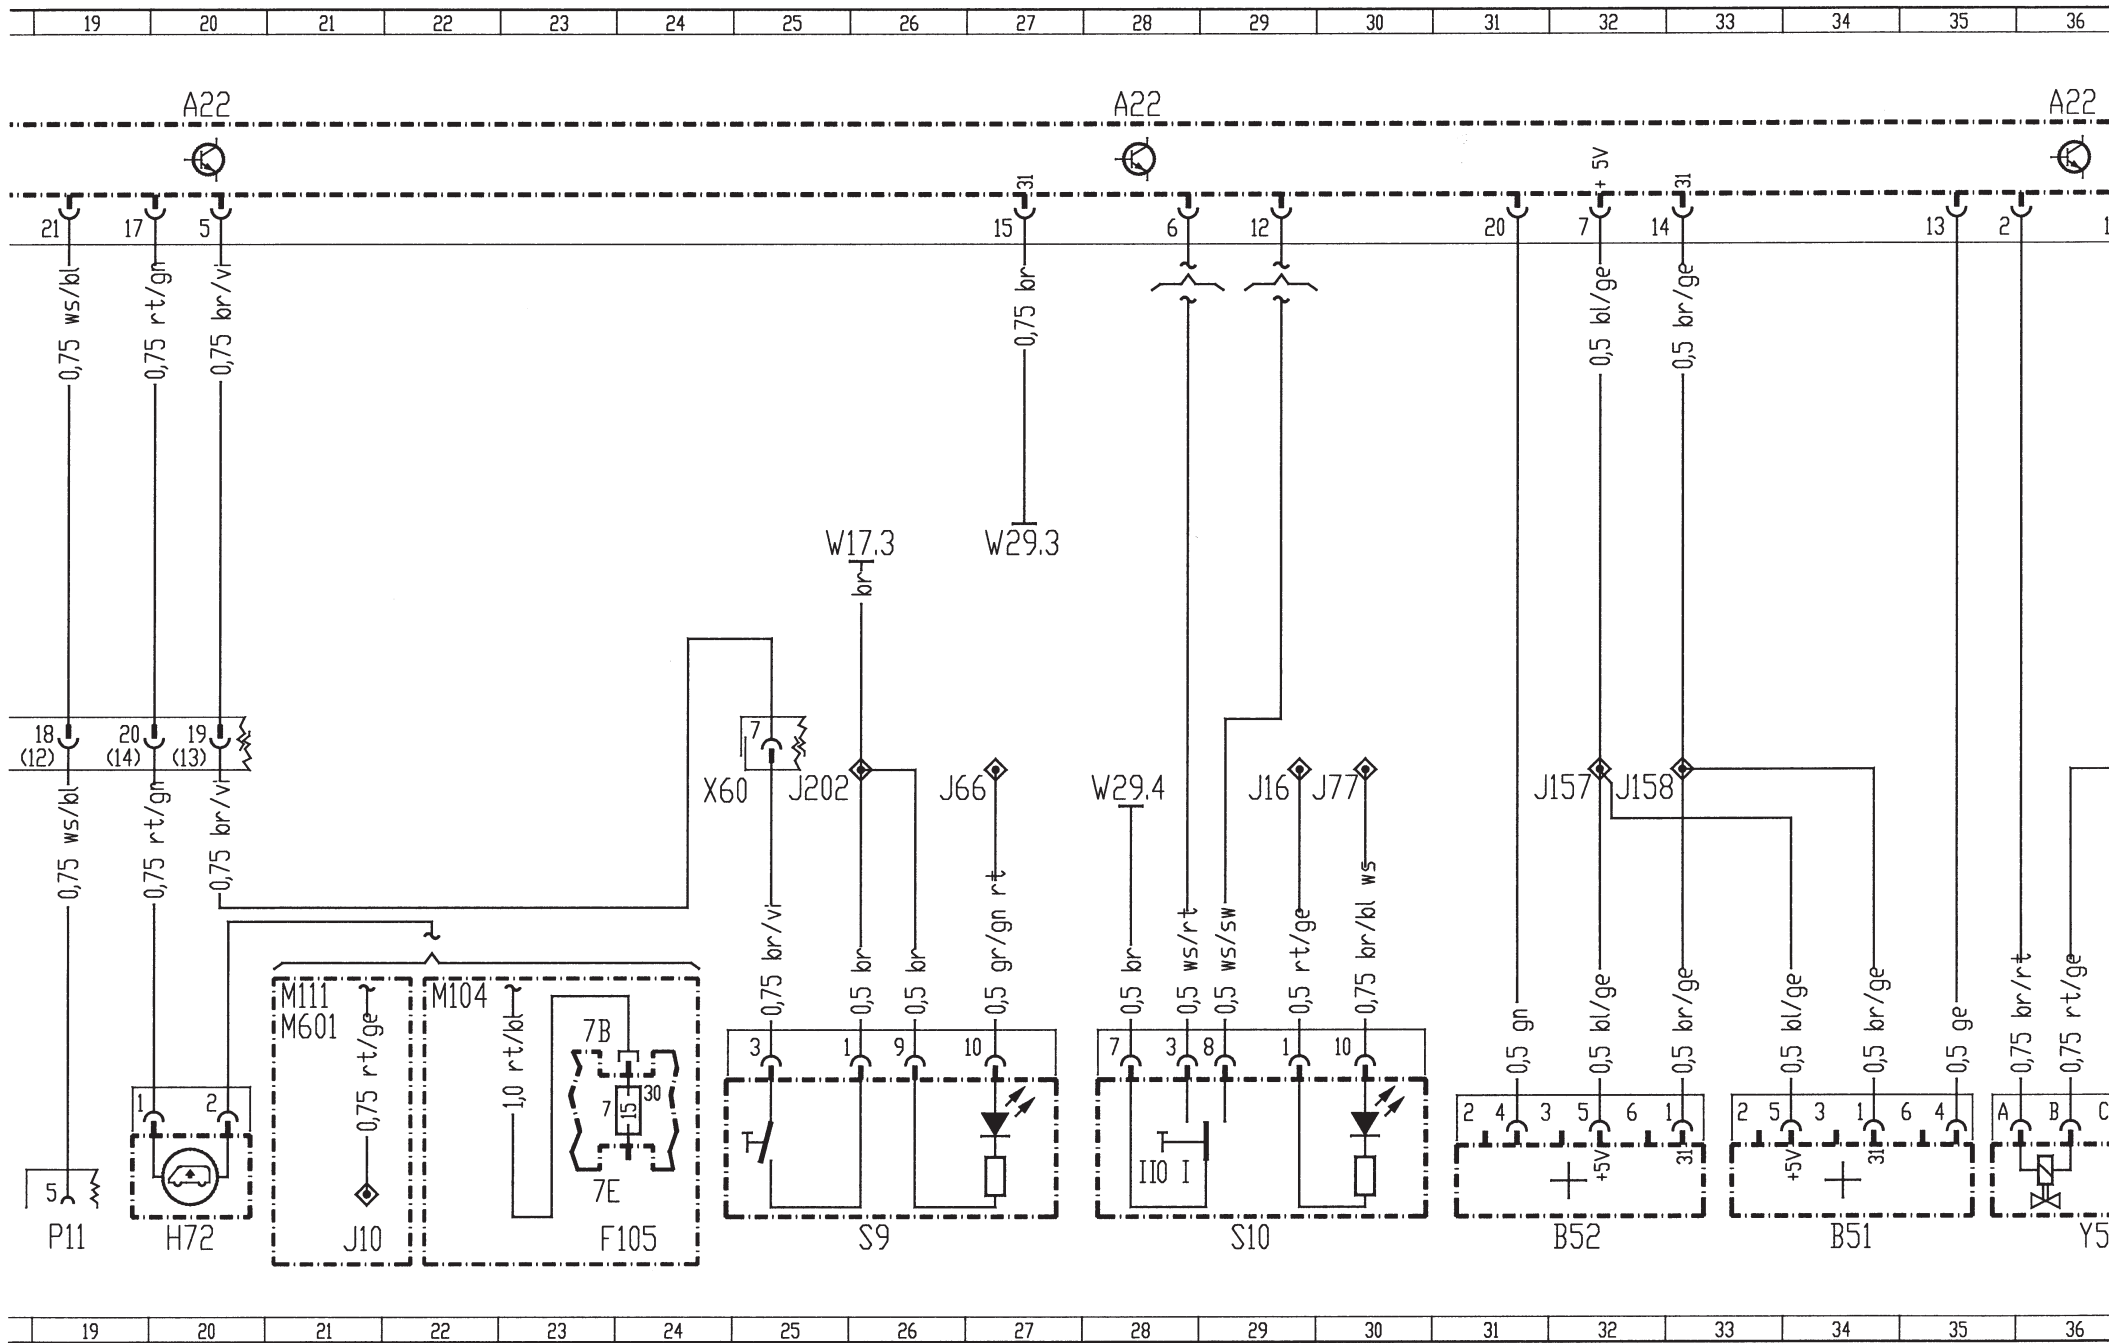 19 20 21 22 23 24 25 26 27 28 29 30 31 32 33 34 35 36
A22 A22 A22
31 + 5V 31
21 17 5 15 6 12 20 7 14 13 2
0,75 ws/bl
0,75 rt/gn
0,75 br/vi
0,75 br
0,5 bl/ge
0,5 br/ge
W17.3 W29.3
br
18 20 19 7
(12) (14) (13)
X60 J202 J66 W29.4 J16 J77 J157 J158
0,75 ws/bl
0,75 rt/gn
0,75 br/vi
0,75 br/vi
0,5 br
0,5 br
0,5 gr/gn rt
0,5 br
0,5 ws/rt
0,5 ws/sw
0,5 rt/ge
0,75 br/bl ws
0,5 gn
0,5 bl/ge
0,5 br/ge
0,5 bl/ge
0,5 br/ge
0,5 ge
0,75 br/rt
0,75 rt/ge
M111 M104
M601
0,75 rt/ge
1,0 rt/bl
7B
3 1 9 10 7 3 8 1 10
7 15 30
1 2
2 4 3 5 6 1 2 5 3 1 6 4 A B C
IIO I
+5V 31 +5V 31
5 7E
P11 H72 J10 F105 S9 S10 B52 B51 Y5
19 20 21 22 23 24 25 26 27 28 29 30 31 32 33 34 35 36